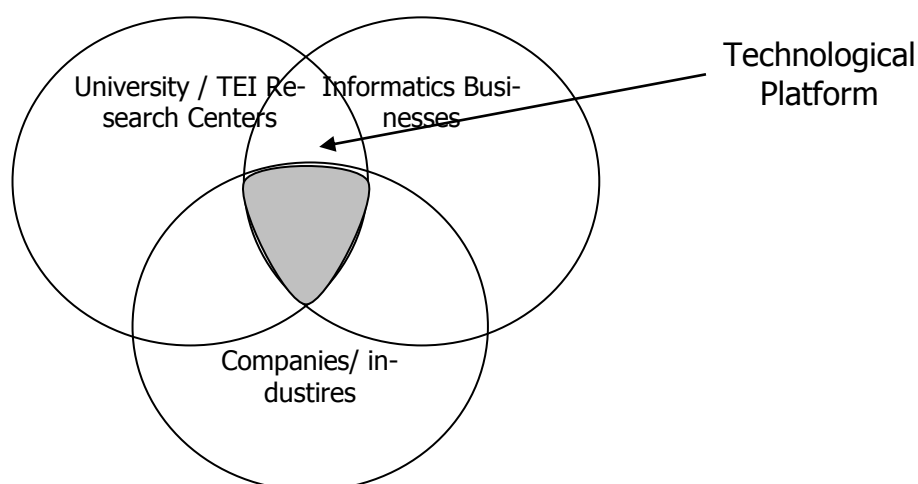 University / TEI Re-
search Centers
Informatics Busi-
nesses
Technological
Platform
Companies/ in-
dustires